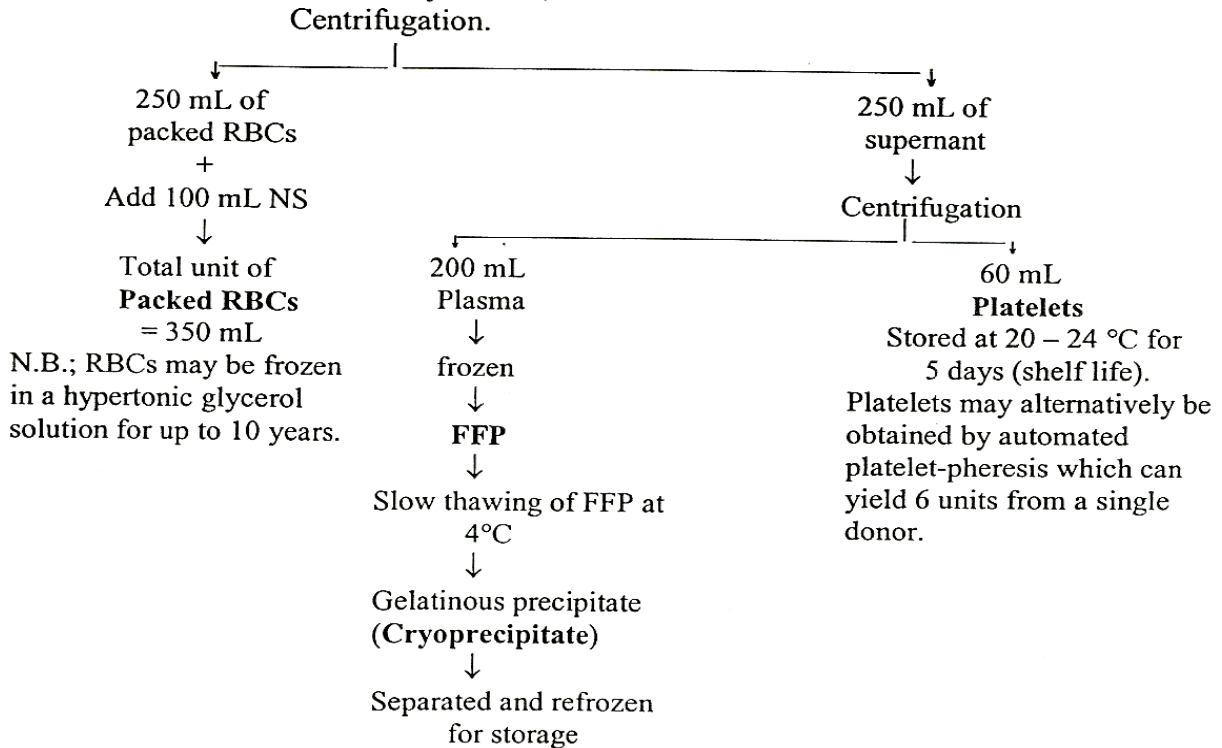 Centrifugation.
250 mL of
packed RBCs
+
Add 100 mL NS
↓
Total unit of
Packed RBCs
= 350 mL
N.B.; RBCs may be frozen
in a hypertonic glycerol
solution for up to 10 years.
250 mL of
supernant
↓
Centrifugation
200 mL
Plasma
↓
frozen
↓
FFP
↓
Slow thawing of FFP at
4°C
↓
Gelatinous precipitate
(Cryoprecipitate)
↓
Separated and refrozen
for storage
60 mL
Platelets
Stored at 20 – 24 °C for
5 days (shelf life).
Platelets may alternatively be
obtained by automated
platelet-pheresis which can
yield 6 units from a single
donor.